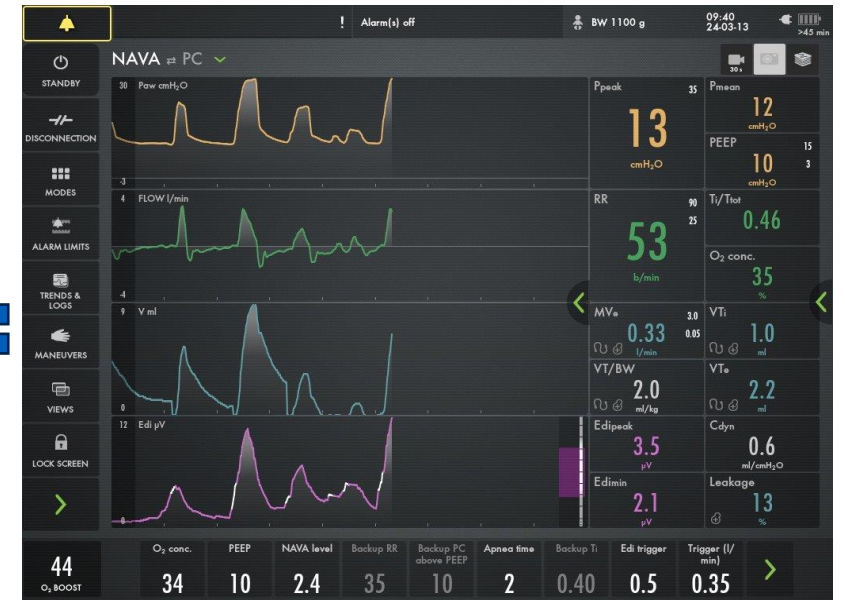 ! Alarm(s) off
BW 1100 g
09:40
24-03-13
>45 min
STANDBY
NAVA ⇄ PC
30 s
DISCONNECTION
MODES
ALARM LIMITS
TRENDS &
LOGS
MANEUVERS
VIEWS
LOCK SCREEN
30 Paw cmH₂O
-3
4 FLOW l/min
-4
9 V ml
0
12 Edi µV
0
Ppeak 35
13
cmH₂O
Pmean
12
cmH₂O
PEEP 15
10 3
cmH₂O
RR 90
25
53
b/min
Ti/Ttot
0.46
O₂ conc.
35
%
MVe 3.0
0.33 0.05
l/min
VTi
1.0
ml
VT/BW
2.0
ml/kg
VTe
2.2
ml
Edipeak
3.5
µV
Cdyn
0.6
ml/cmH₂O
Edimin
2.1
µV
Leakage
13
%
44
O₂ BOOST
O₂ conc.
34
PEEP
10
NAVA level
2.4
Backup RR
35
Backup PC
above PEEP
10
Apnea time
2
Backup Ti
0.40
Edi trigger
0.5
Trigger (l/
min)
0.35